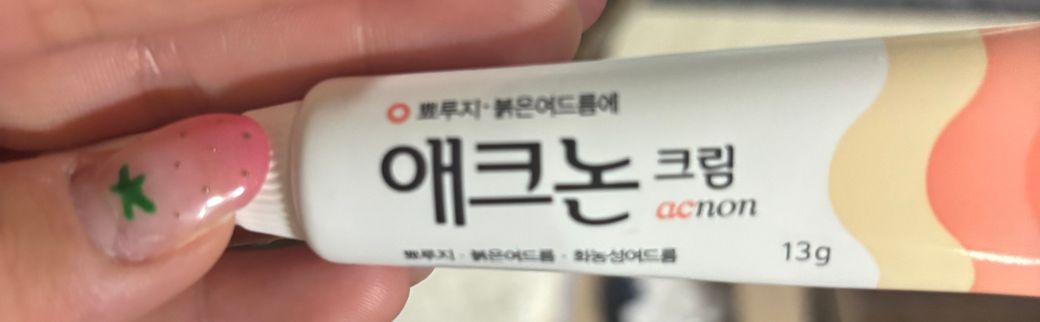 뾰루지·붉은여드름에
애크논 크림
acnon
뾰루지 · 붉은여드름 · 화농성여드름
13g